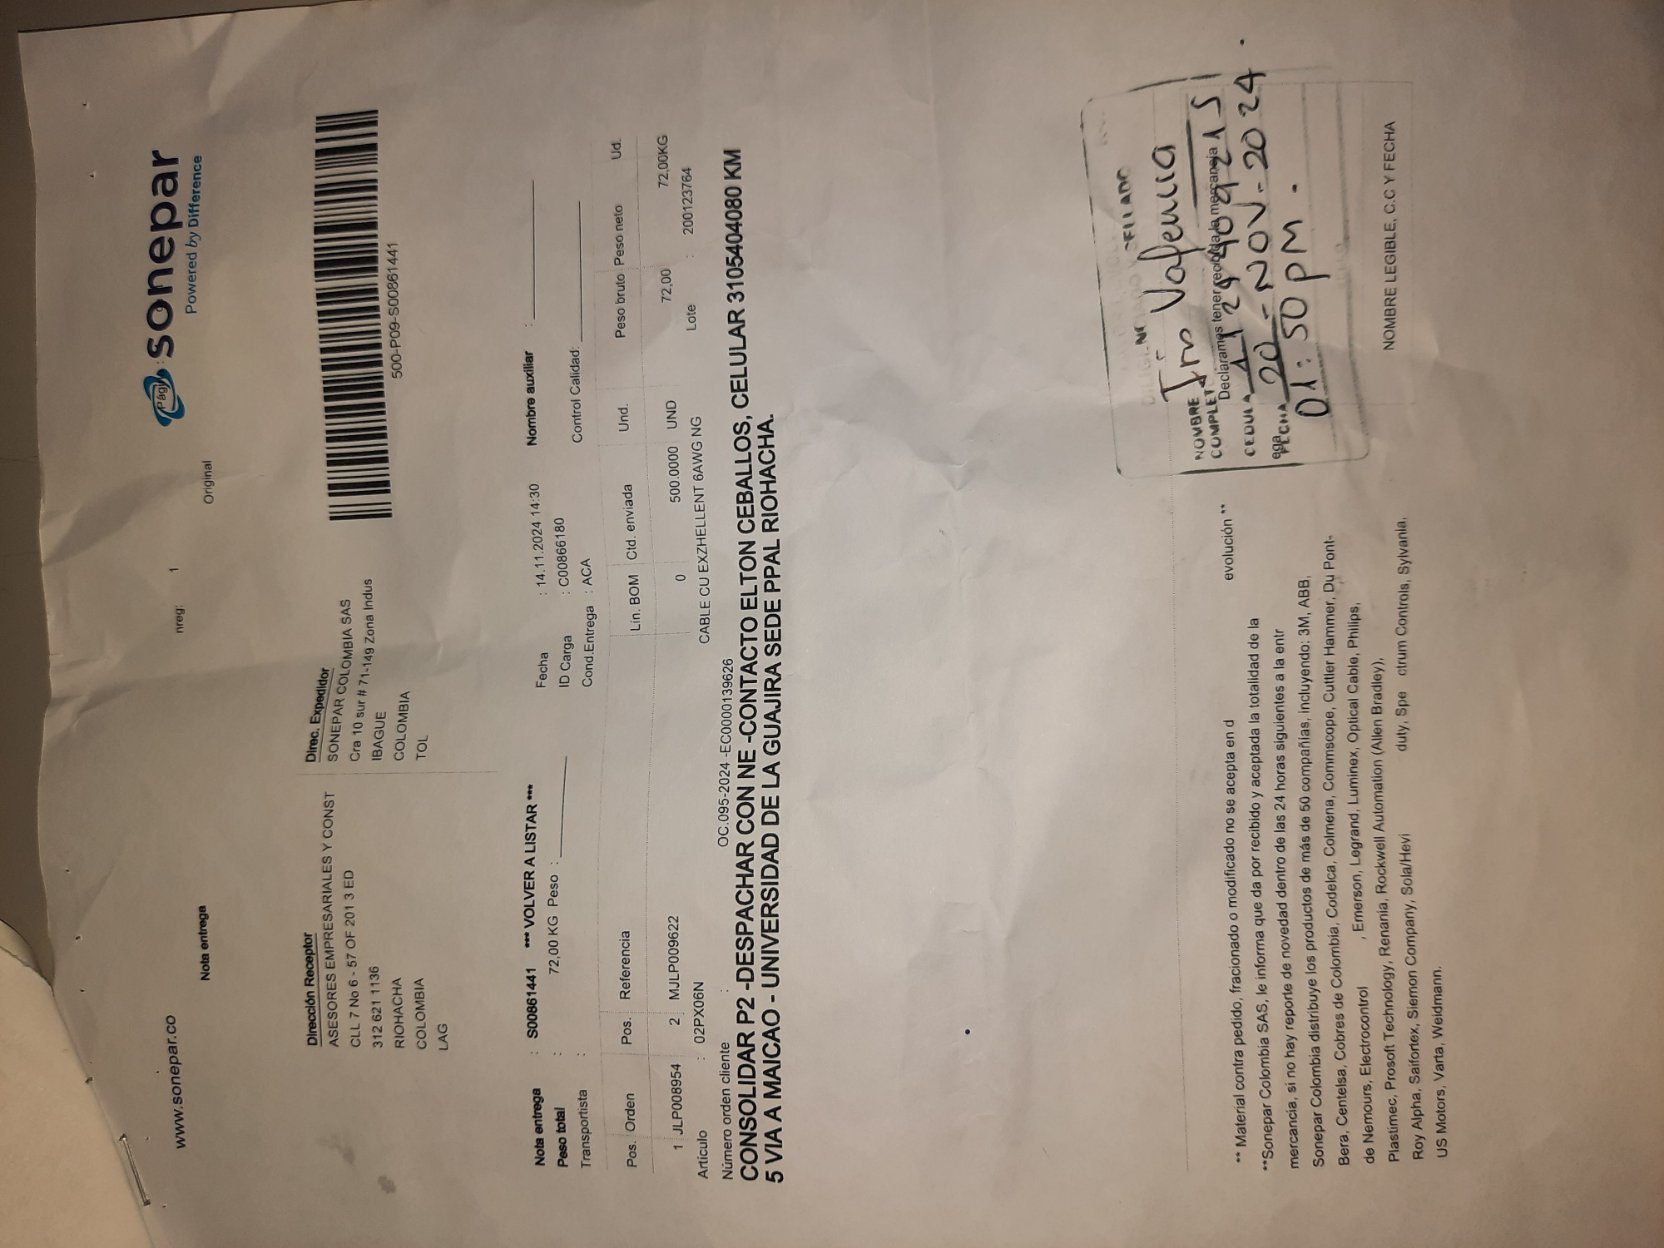 www.sonepar.co
nreg: 1
Pág. :
sonepar
Powered by Difference
Nota entrega
Original
Dirección Receptor
ASESORES EMPRESARIALES Y CONST
CLL 7 No 6 - 57 OF 201 3 ED
312 621 1136
RIOHACHA
COLOMBIA
LAG
Direc. Expedidor
SONEPAR COLOMBIA SAS
Cra 10 sur # 71-149 Zona Indus
IBAGUE
COLOMBIA
TOL
500-P09-S00861441
Nota entrega : S00861441 *** VOLVER A LISTAR ***
Fecha : 14.11.2024 14:30
Nombre auxiliar :
Peso total : 72,00 KG Peso :
ID Carga : C00866180
Transportista :
Cond.Entrega : ACA
Control Calidad:
Pos. Orden Pos. Referencia Lin. BOM Ctd. enviada Und. Peso bruto Peso neto Ud.
1 JLP008954 2 MJLP009622 0 500.0000 UND 72,00 72,00KG
Artículo : 02PX06N CABLE CU EXZHELLENT 6AWG NG Lote : 200123764
Número orden cliente : OC.095-2024 -EC0000139626
CONSOLIDAR P2 -DESPACHAR CON NE -CONTACTO ELTON CEBALLOS, CELULAR 3105404080 KM
5 VIA A MAICAO - UNIVERSIDAD DE LA GUAJIRA SEDE PPAL RIOHACHA.
NOMBRE
COMPLET
Valencia
Declaramos tener recibida la mercancía
CEDULA
FECHA 20-NOV-2024.
01:50 PM.
NOMBRE LEGIBLE, C.C Y FECHA
** Material contra pedido, fraccionado o modificado no se acepta en d evolución **
**Sonepar Colombia SAS, le informa que da por recibido y aceptada la totalidad de la
mercancía, si no hay reporte de novedad dentro de las 24 horas siguientes a la entr ega
Sonepar Colombia distribuye los productos de más de 50 compañías, incluyendo: 3M, ABB,
Bera, Centelsa, Cobres de Colombia, Codelca, Colmena, Commscope, Cuttler Hammer, Du Pont-
de Nemours, Electrocontrol , Emerson, Legrand, Luminex, Optical Cable, Philips,
Plastimec, Prosoft Technology, Renania, Rockwell Automation (Allen Bradley),
Roy Alpha, Saifortex, Siemon Company, Sola/Hevi duty, Spe ctrum Controls, Sylvania,
US Motors, Varta, Weidmann.